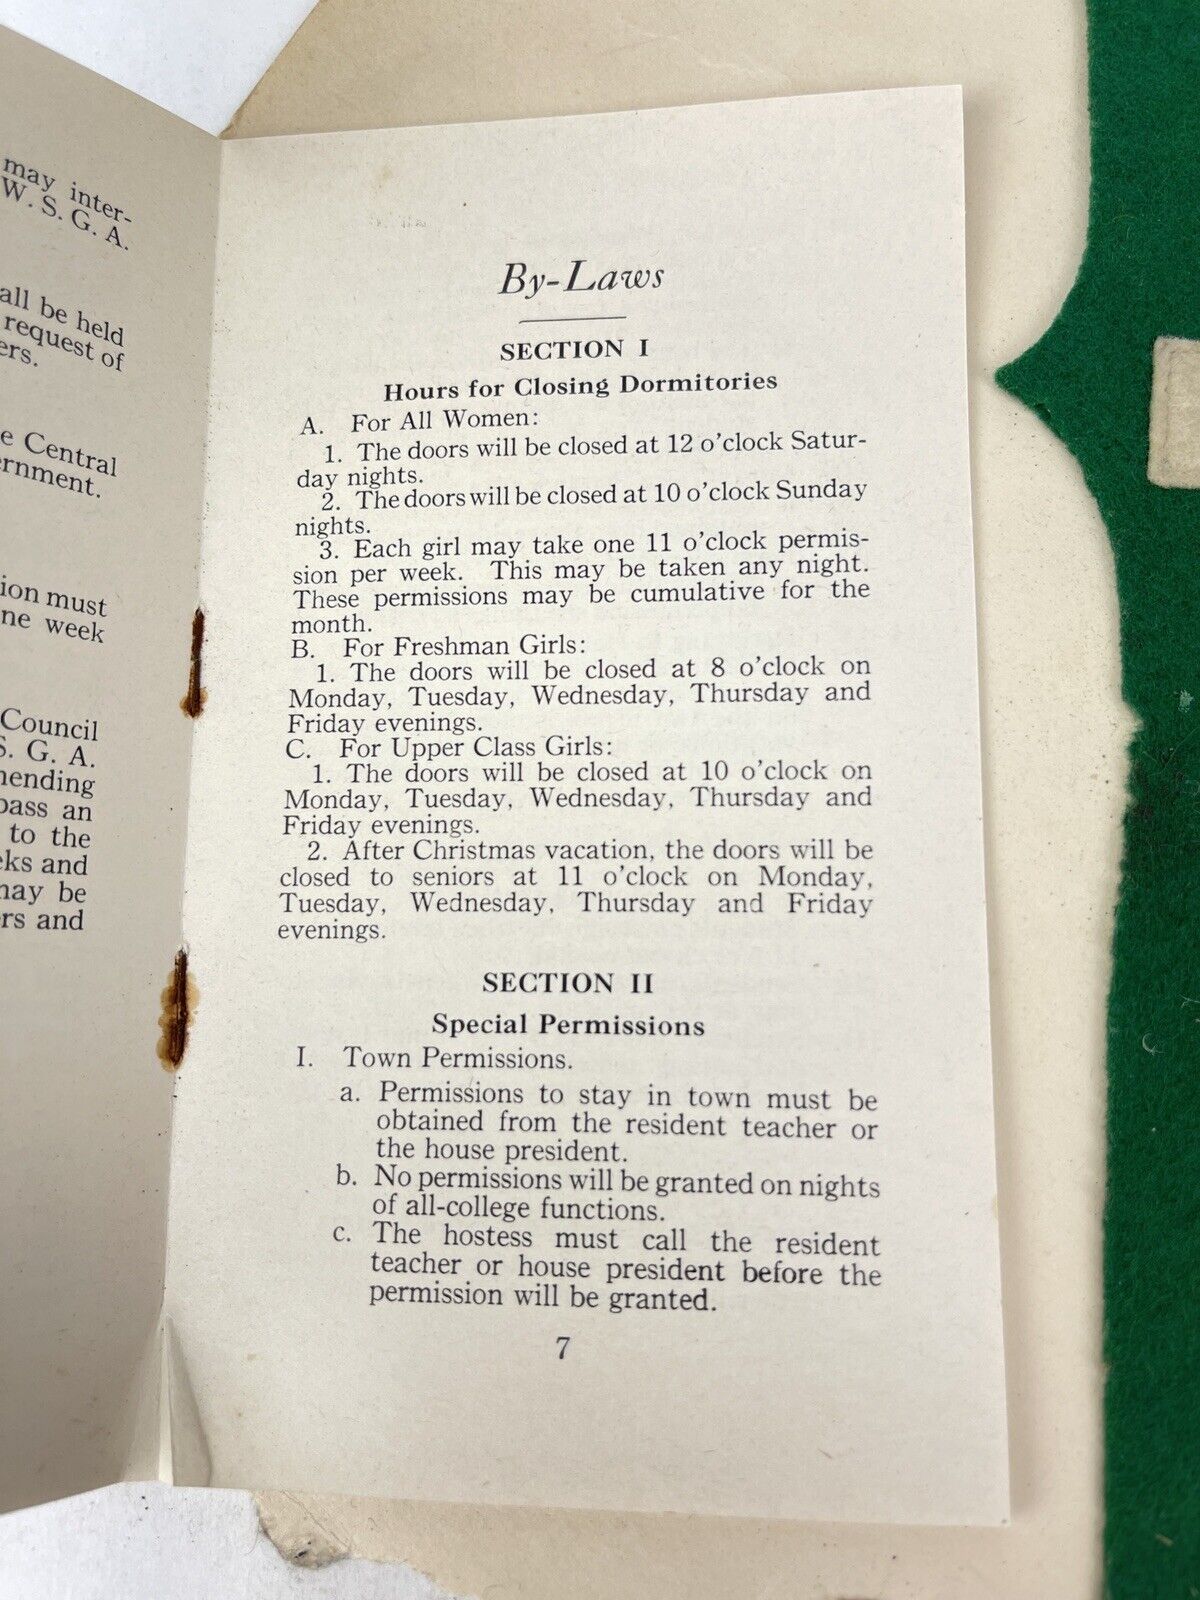 may inter-
W. S. G. A.
all be held
request of
ers.
e Central
ernment.
ion must
ne week
Council
S. G. A.
nending
pass an
to the
eks and
may be
rs and
By-Laws
SECTION I
Hours for Closing Dormitories
A. For All Women:
1. The doors will be closed at 12 o'clock Satur-
day nights.
2. The doors will be closed at 10 o'clock Sunday
nights.
3. Each girl may take one 11 o'clock permis-
sion per week. This may be taken any night.
These permissions may be cumulative for the
month.
B. For Freshman Girls:
1. The doors will be closed at 8 o'clock on
Monday, Tuesday, Wednesday, Thursday and
Friday evenings.
C. For Upper Class Girls:
1. The doors will be closed at 10 o'clock on
Monday, Tuesday, Wednesday, Thursday and
Friday evenings.
2. After Christmas vacation, the doors will be
closed to seniors at 11 o'clock on Monday,
Tuesday, Wednesday, Thursday and Friday
evenings.
SECTION II
Special Permissions
I. Town Permissions.
a. Permissions to stay in town must be
obtained from the resident teacher or
the house president.
b. No permissions will be granted on nights
of all-college functions.
c. The hostess must call the resident
teacher or house president before the
permission will be granted.
7